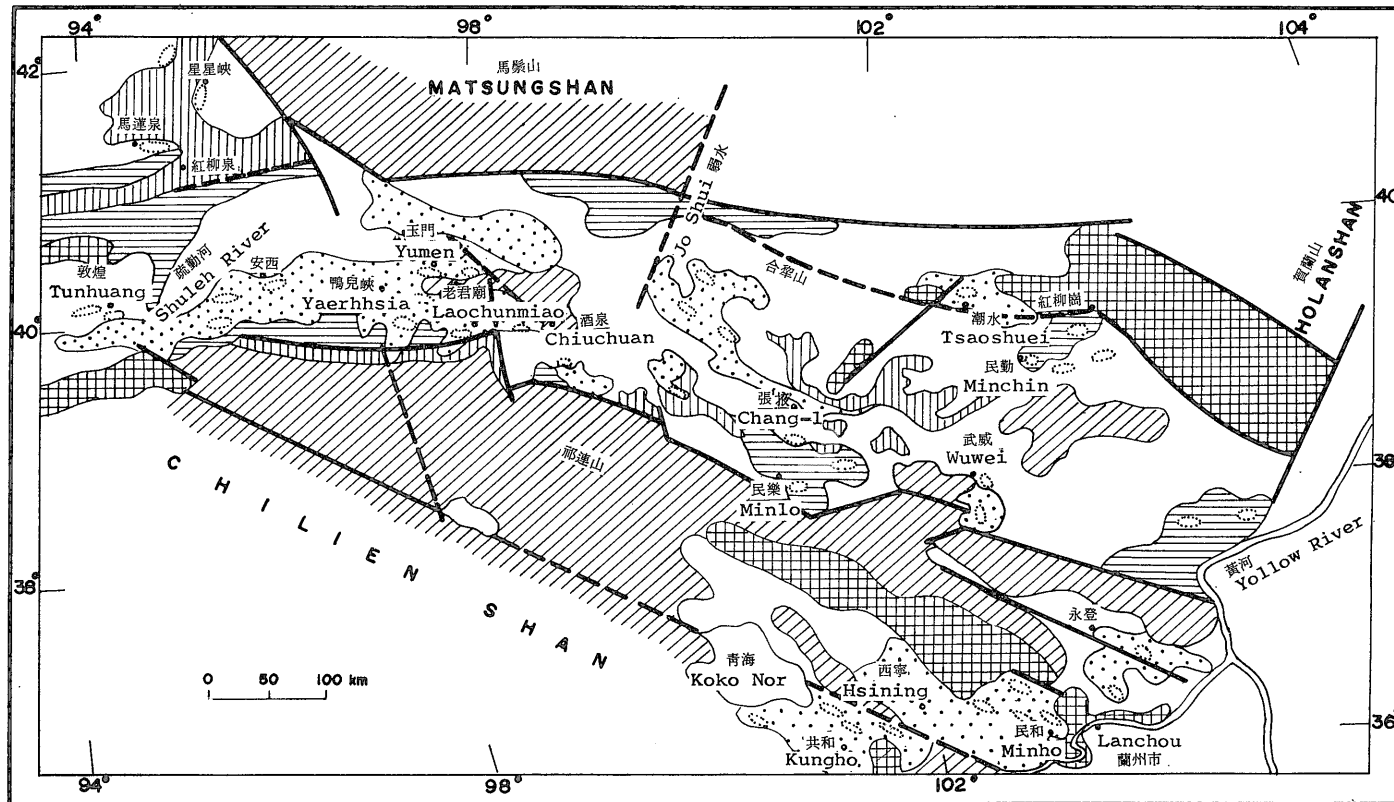 94°
98°
102°
104°
42°
星星峽
馬鬃山
MATSUNGSHAN
馬蓮泉
紅柳泉
Jo Shui 弱水
40°
賀蘭山
HOLANSHAM
玉門
Yumen
合犂山
疏勒河
Shuleh River
安西
敦煌
Tunhuang
鴨兒峽
Yaerhhsia
老君廟
Laochunmiao
酒泉
Chiuchuan
紅柳崗
潮水
Tsaoshuei
40°
民勤
Minchin
張掖
Chang-l
武威
Wuwei
38°
祁連山
民樂
Minlo
CHILIEN SHAN
38°
黃河
Yollow River
永登
青海
Koko Nor
西寧
Hsining
0 50 100 km
共和
Kungho
民和
Minho
Lanchou
蘭州市
36°
94°
98°
102°